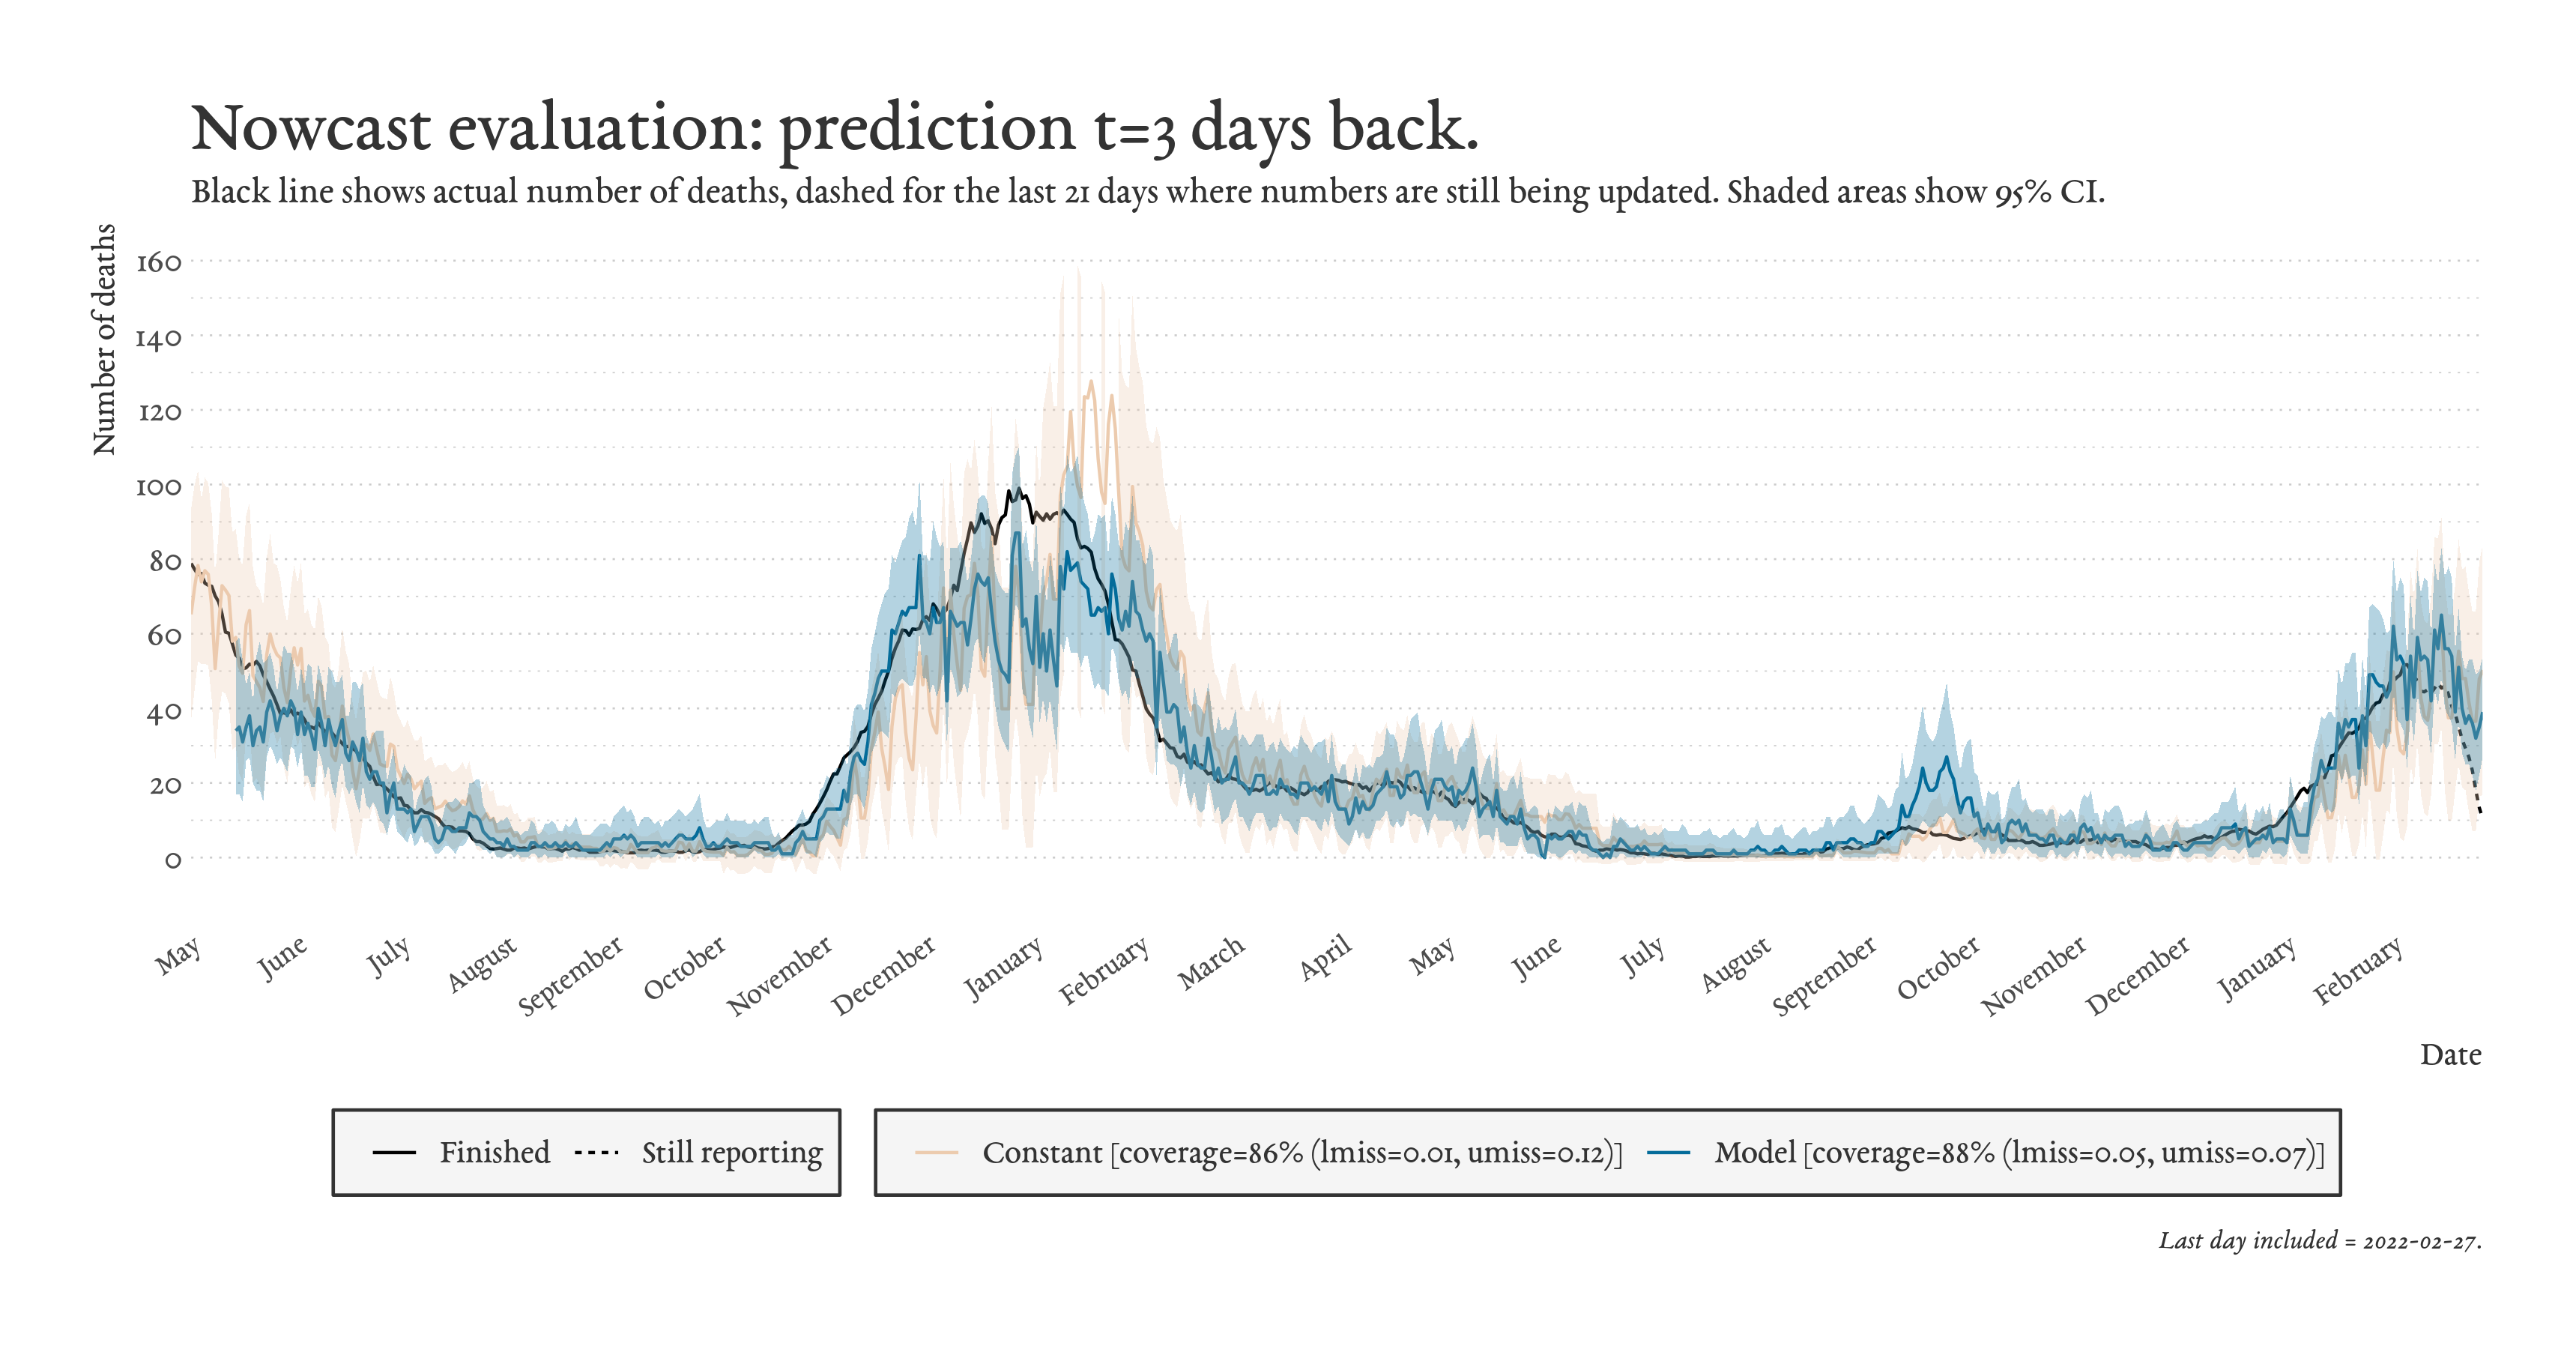 Nowcast evaluation: prediction t=3 days back.
Black line shows actual number of deaths, dashed for the last 21 days where numbers are still being updated. Shaded areas show 95% CI.
Number of deaths
160
140
120
100
80
60
40
20
0
May
June
July
August
September
October
November
December
January
February
March
April
May
June
July
August
September
October
November
December
January
February
Date
Finished
Still reporting
Constant [coverage=86% (lmiss=0.01, umiss=0.12)]
Model [coverage=88% (lmiss=0.05, umiss=0.07)]
Last day included = 2022-02-27.